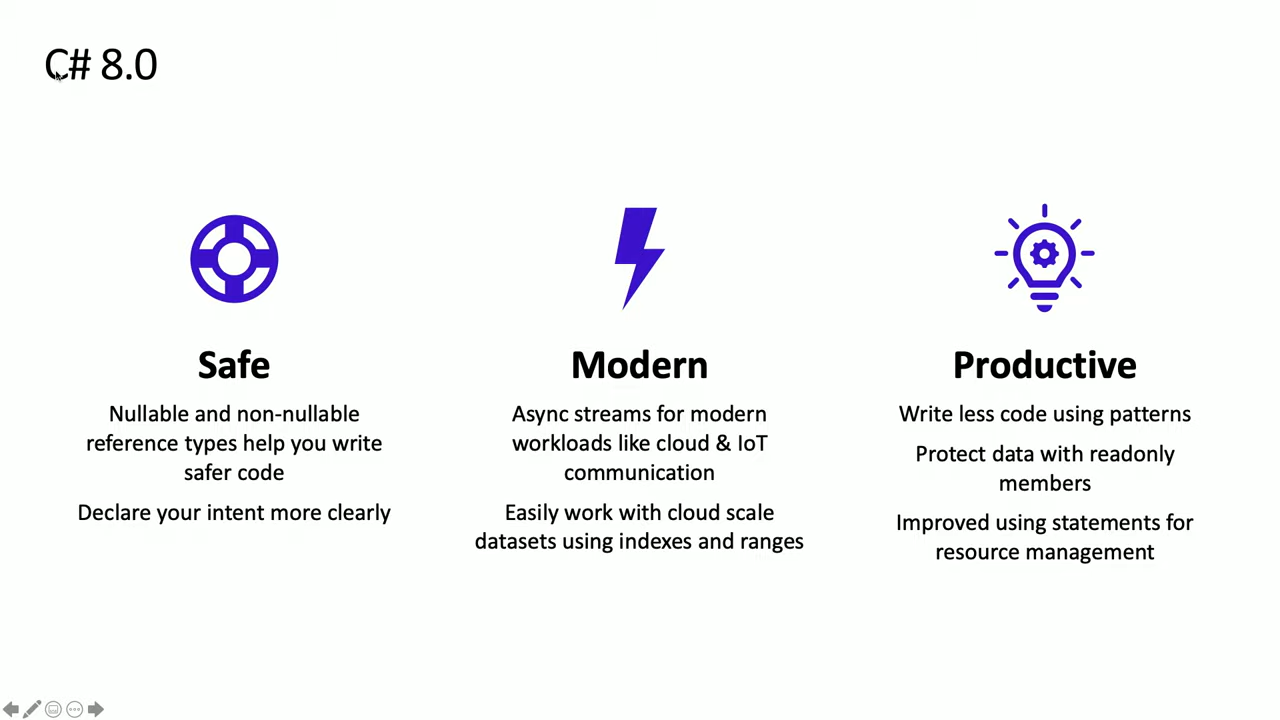 C# 8.0
Safe
Nullable and non-nullable
reference types help you write
safer code
Declare your intent more clearly
Modern
Async streams for modern
workloads like cloud & IoT
communication
Easily work with cloud scale
datasets using indexes and ranges
Productive
Write less code using patterns
Protect data with readonly
members
Improved using statements for
resource management